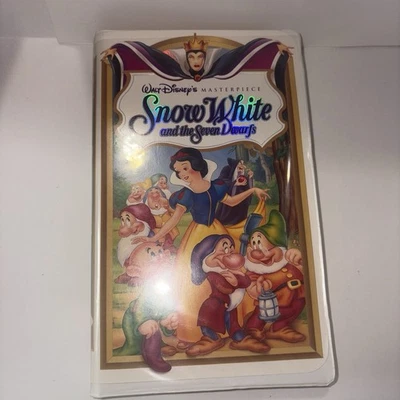 Walt Disney's MASTERPIECE
Snow White
and the Seven Dwarfs